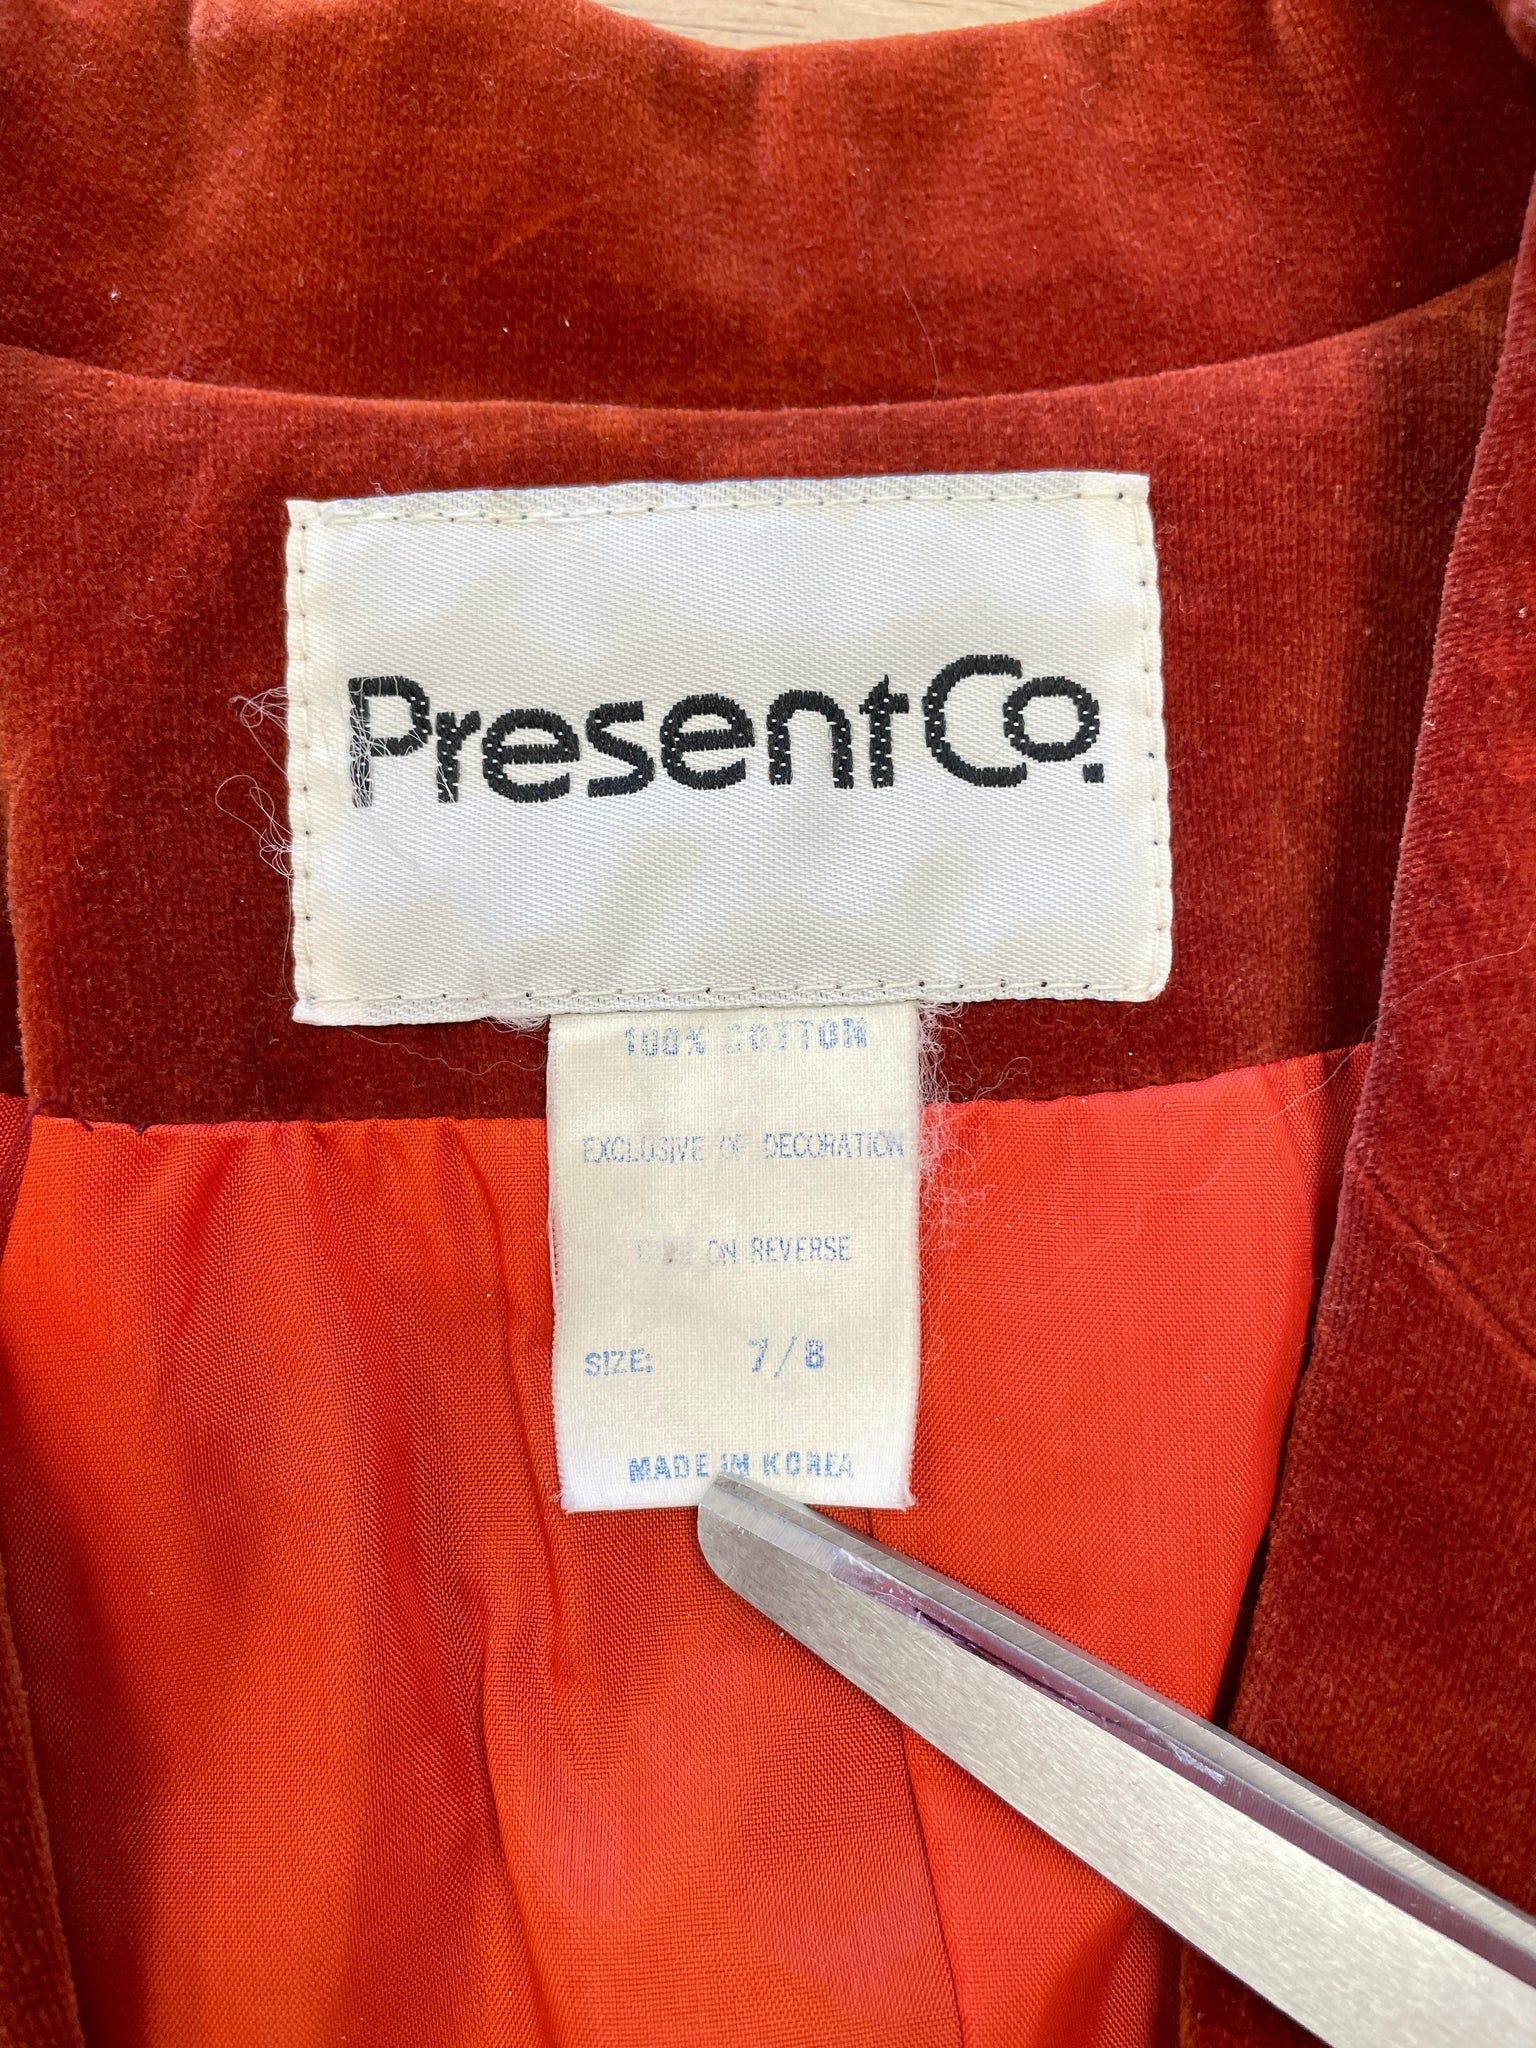 PresentCo.
100% COTTON
EXCLUSIVE OF DECORATION
ON REVERSE
SIZE: 7/8
MADE IN KOREA